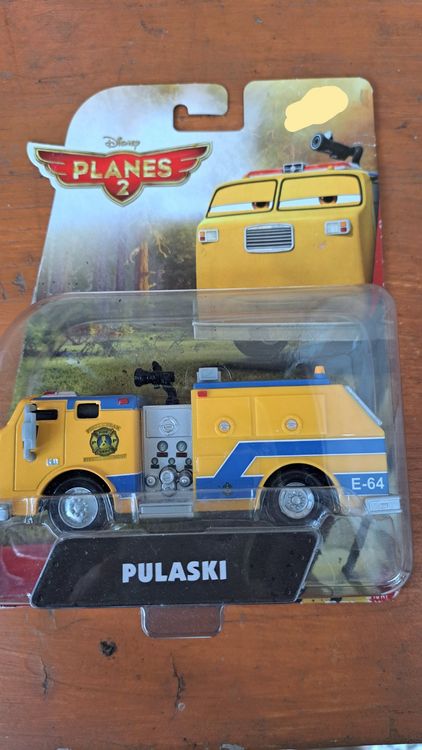 Disney
PLANES
2
E-64
PULASKI